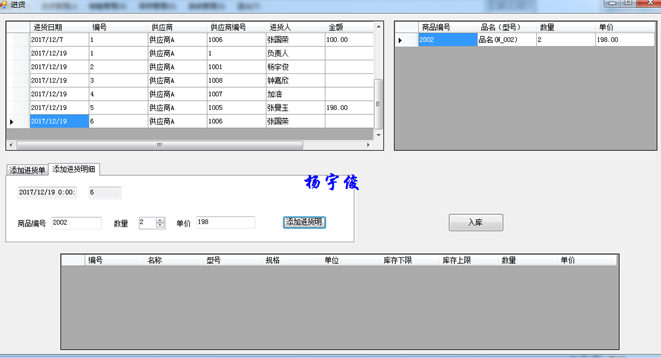 进货
进货日期 编号 供应商 供应商编号 进货人 金额
2017/12/7 1 供应商A 1006 张国荣 100.00
2017/12/19 1 供应商A 1 负责人
2017/12/19 2 供应商A 1001 杨宇俊
2017/12/19 3 供应商A 1008 钟嘉欣
2017/12/19 4 供应商A 1007 加油
2017/12/19 5 供应商A 1005 张曼玉 198.00
2017/12/19 6 供应商A 1006 张国荣
商品编号 品名（型号） 数量 单价
2002 品名(W_002) 2 198.00
添加进货单 添加进货单明细
杨宇俊
2017/12/19 0:00: 6
商品编号 2002 数量 2 单价 198 添加进货明
入库
编号 名称 型号 规格 单位 库存下限 库存上限 数量 单价